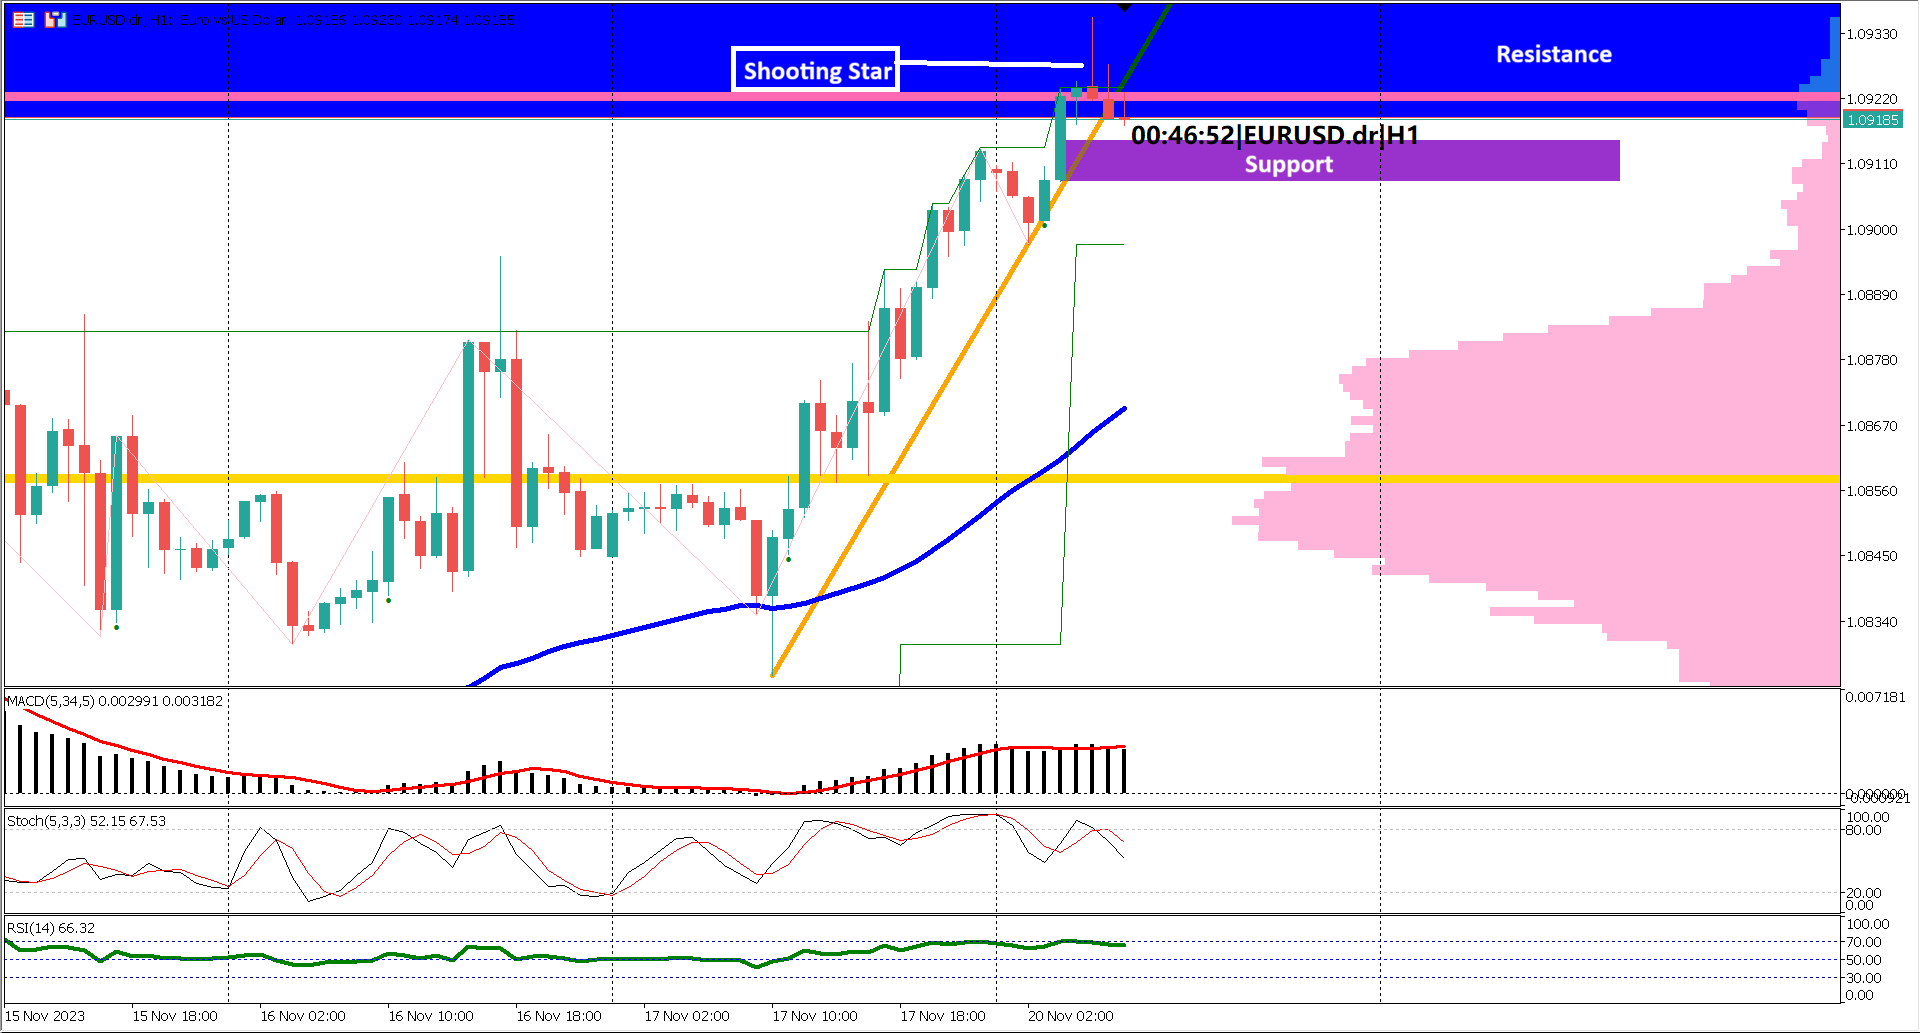 EURUSD.dr, H1: Euro vs US Dollar 1.09186 1.09200 1.09174 1.09185
1.09330
Resistance
Shooting Star
1.09220
1.09185
00:46:52|EURUSD.dr|H1
Support
1.09110
1.09000
1.08890
1.08780
1.08670
1.08560
1.08450
1.08340
MACD(5,34,5) 0.002991 0.003182
0.007181
0.000000
-0.000921
Stoch(5,3,3) 52.15 67.53
100.00
80.00
20.00
0.00
RSI(14) 66.32
100.00
70.00
50.00
30.00
0.00
15 Nov 2023
15 Nov 18:00
16 Nov 02:00
16 Nov 10:00
16 Nov 18:00
17 Nov 02:00
17 Nov 10:00
17 Nov 18:00
20 Nov 02:00